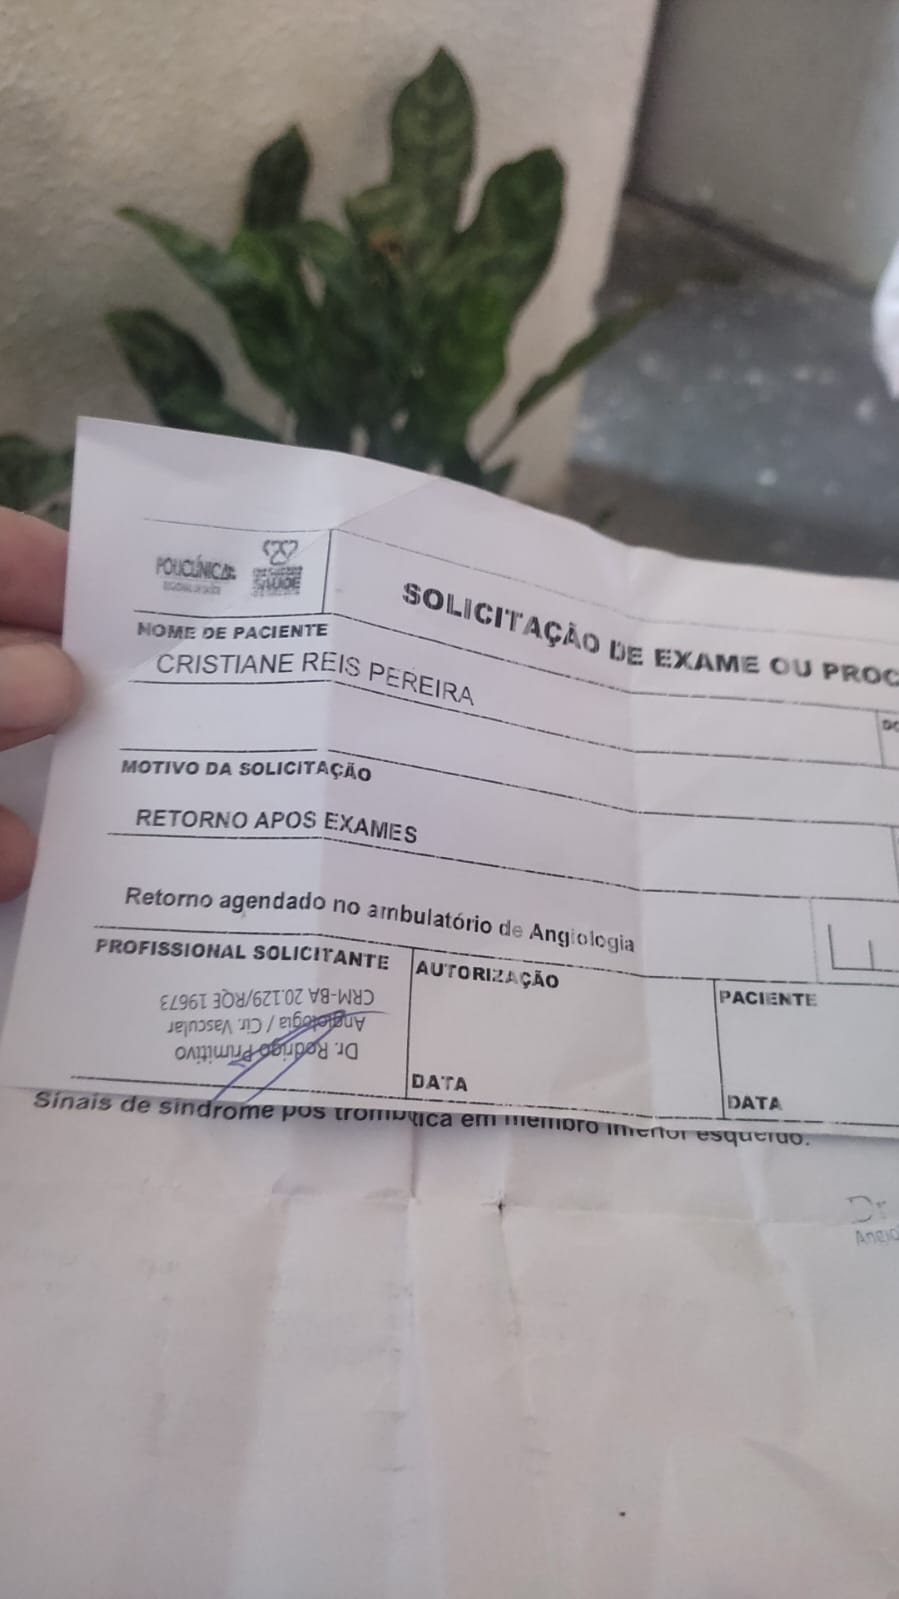 POLICLÍNICA
SAÚDE
SOLICITAÇÃO DE EXAME OU PROC
NOME DE PACIENTE
CRISTIANE REIS PEREIRA
MOTIVO DA SOLICITAÇÃO
RETORNO APOS EXAMES
Retorno agendado no ambulatório de Angiologia
PROFISSIONAL SOLICITANTE
AUTORIZAÇÃO
PACIENTE
Dr. Rodrigo Primitivo
Angiologia / Cir. Vascular
CRM-BA 20.129/RQE 19673
DATA
DATA
Sinais de síndrome pós trombótica em membro inferior esquerdo.
Dr
Angio